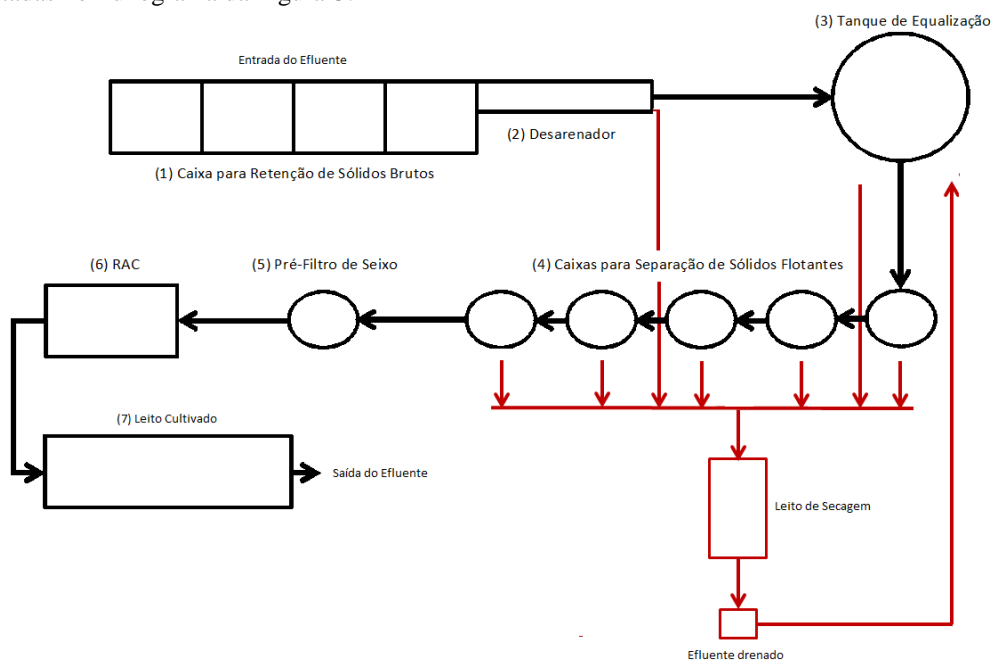 (3) Tanque de Equalização
Entrada do Efluente
(2) Desarenador
(1) Caixa para Retenção de Sólidos Brutos
(6) RAC
(5) Pré-Filtro de Seixo
(4) Caixas para Separação de Sólidos Flotantes
(7) Leito Cultivado
Saída do Efluente
Leito de Secagem
Efluente drenado